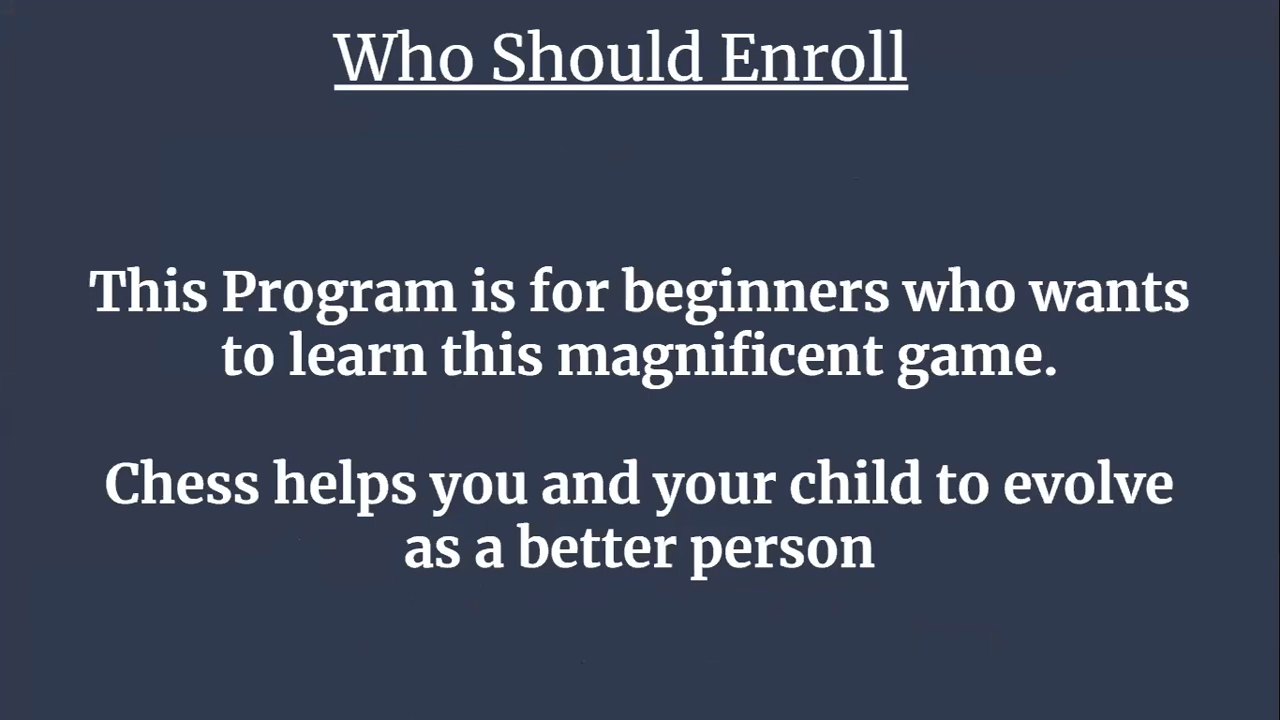 Who Should Enroll
This Program is for beginners who wants
to learn this magnificent game.
Chess helps you and your child to evolve
as a better person